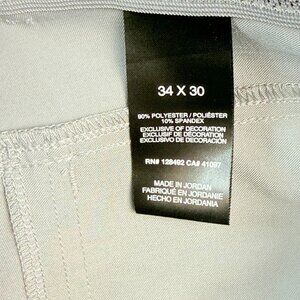 34 X 30
90% POLYESTER / POLIÉSTER
10% SPANDEX
EXCLUSIVE OF DECORATION
EXCLUSIF DE DÉCORATION
EXCLUSIVO DE DECORACIÓN
RN# 128492 CA# 41097
MADE IN JORDAN
FABRIQUÉ EN JORDANIE
HECHO EN JORDANIA